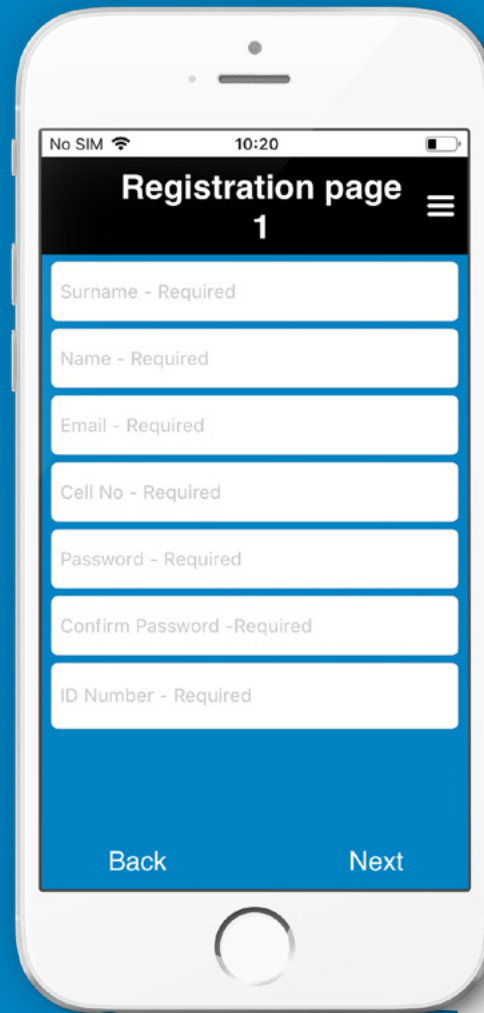 No SIM 10:20
Registration page
1
Surname - Required
Name - Required
Email - Required
Cell No - Required
Password - Required
Confirm Password -Required
ID Number - Required
Back Next